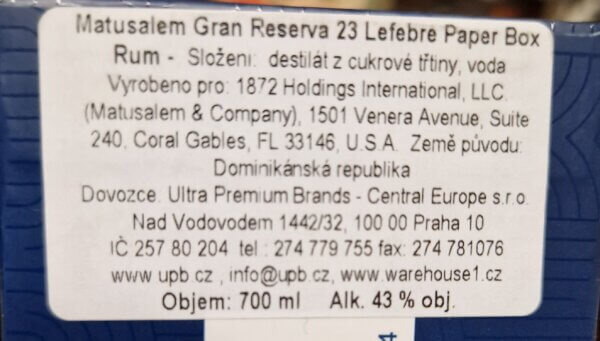 Matusalem Gran Reserva 23 Lefebre Paper Box
Rum - Složení: destilát z cukrové třtiny, voda
Vyrobeno pro: 1872 Holdings International, LLC.
(Matusalem & Company), 1501 Venera Avenue, Suite
240, Coral Gables, FL 33146, U.S.A. Země původu:
Dominikánská republika
Dovozce: Ultra Premium Brands - Central Europe s.r.o.
Nad Vodovodem 1442/32, 100 00 Praha 10
IČ 257 80 204 tel.: 274 779 755 fax: 274 781076
www.upb.cz , info@upb.cz, www.warehouse1.cz
Objem: 700 ml Alk. 43 % obj.
4